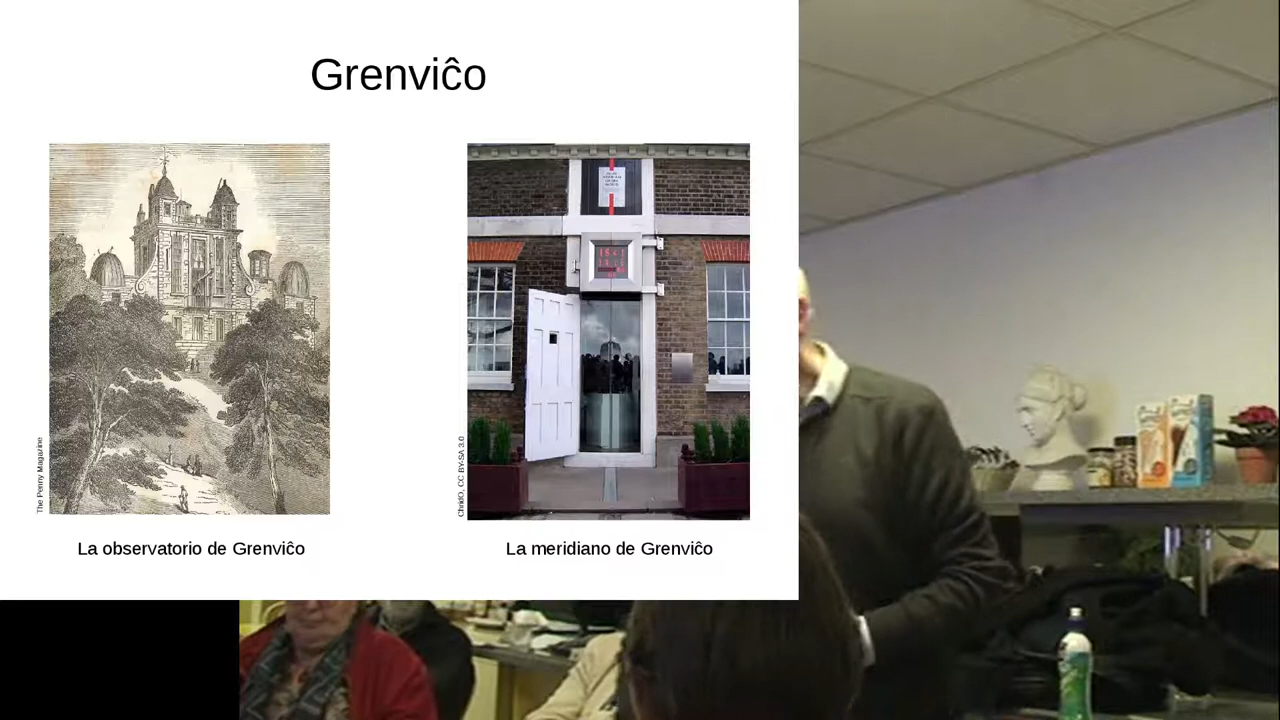 Grenviĉo
The Penny Magazine
ChrisO, CC BY-SA 3.0
La observatorio de Grenviĉo
La meridiano de Grenviĉo